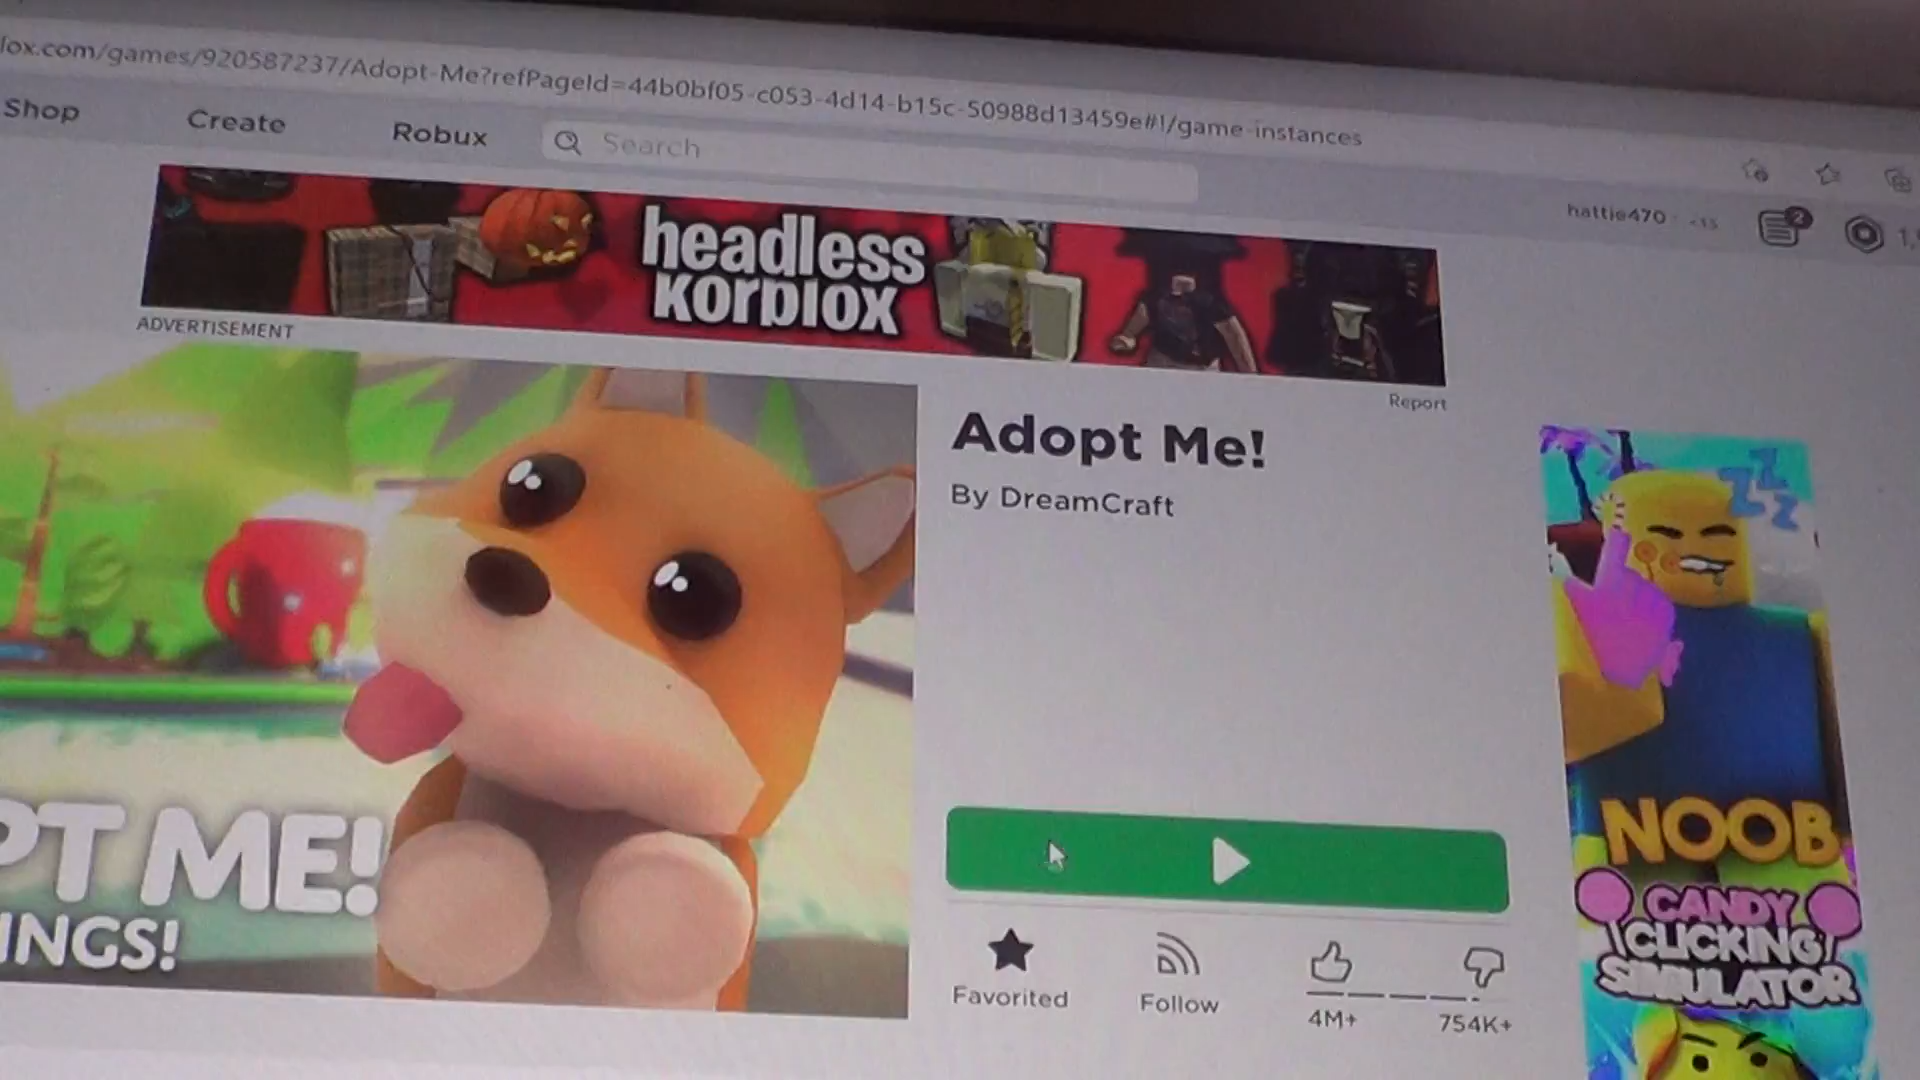 lox.com/games/920587237/Adopt-Me?refPageId=44b0bf05-c053-4d14-b15c-50988d13459e#!/game-instances
Shop Create Robux Search
hattie470 2
headless
KORBLOX
ADVERTISEMENT
Report
Adopt Me!
By DreamCraft
PT ME!
INGS!
Favorited Follow 4M+ 754K+
ZZZ
NOOB
CANDY
CLICKING
SIMULATOR